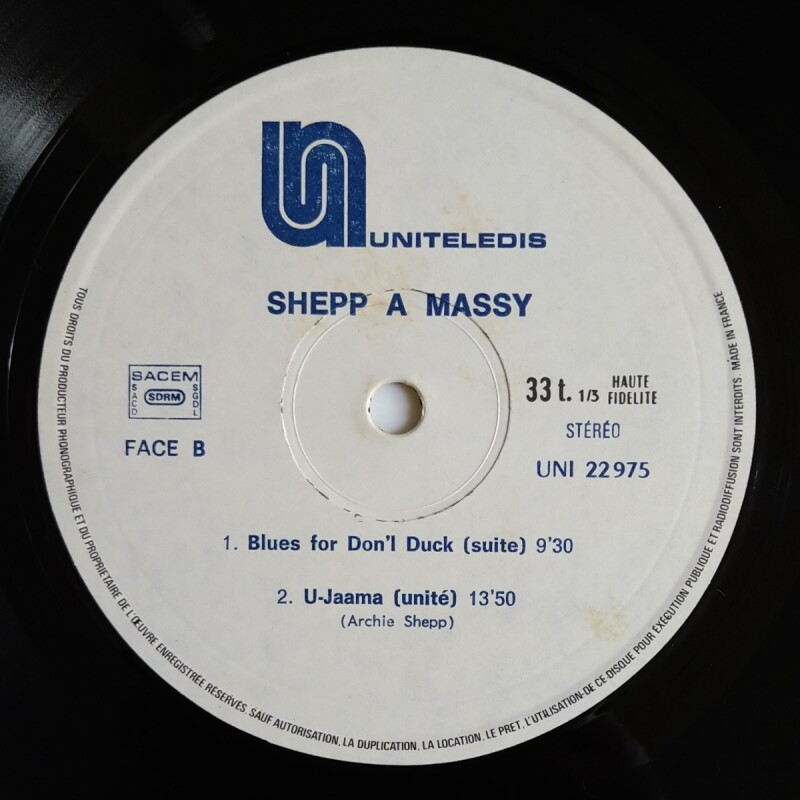 UNITELEDIS
SHEPP A MASSY
SACEM
SACD
SDRM
SGDL
FACE B
33 t. 1/3 HAUTE FIDELITE
STÉRÉO
UNI 22975
1. Blues for Don'l Duck (suite) 9'30
2. U-Jaama (unité) 13'50
(Archie Shepp)
TOUS DROITS DU PRODUCTEUR PHONOGRAPHIQUE ET DU PROPRIETAIRE DE L'ŒUVRE ENREGISTRÉE RÉSERVÉS. SAUF AUTORISATION, LA DUPLICATION, LA LOCATION, LE PRET, L'UTILISATION DE CE DISQUE POUR EXÉCUTION PUBLIQUE ET RADIODIFFUSION SONT INTERDITS. MADE IN FRANCE